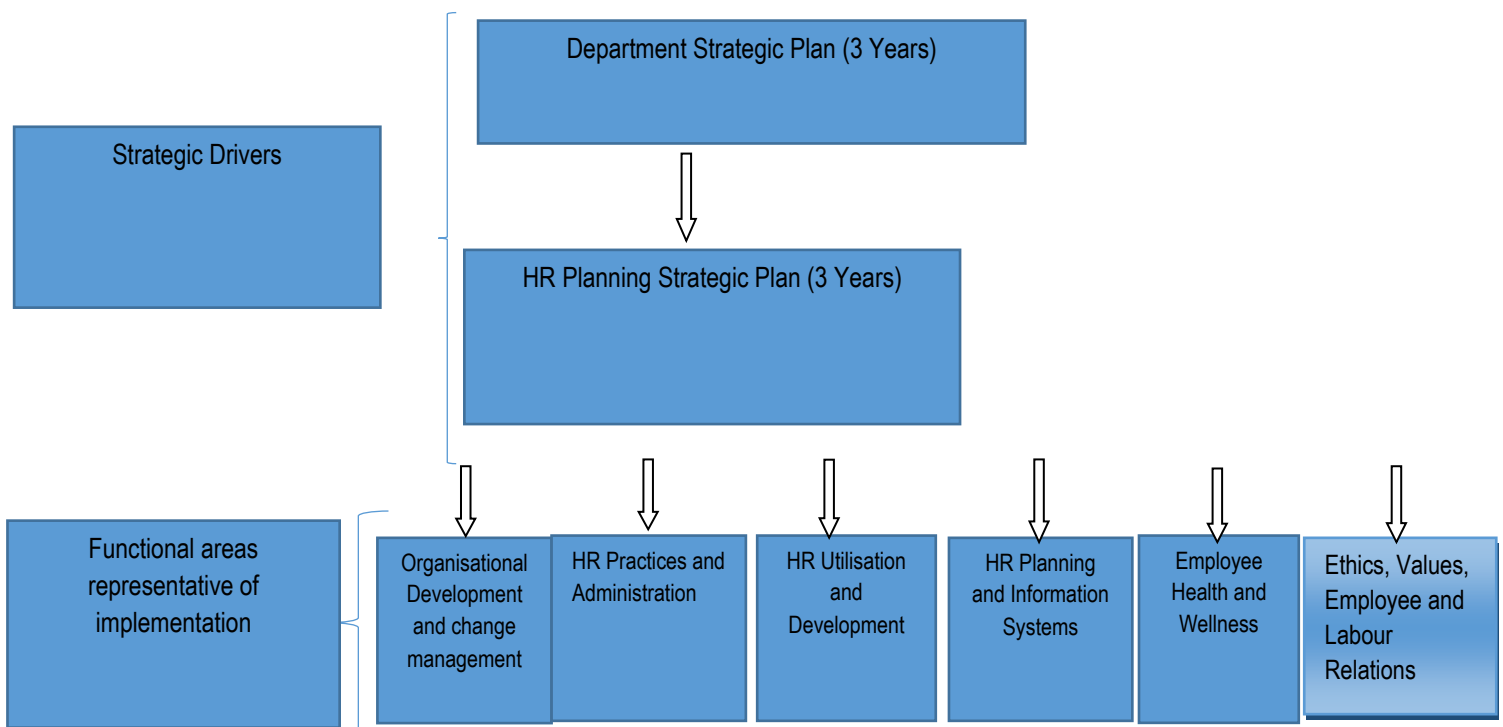 Department Strategic Plan (3 Years)
Strategic Drivers
HR Planning Strategic Plan (3 Years)
Functional areas
representative of
implementation
Organisational
Development
and change
management
HR Practices and
Administration
HR Utilisation
and
Development
HR Planning
and Information
Systems
Employee
Health and
Wellness
Ethics, Values,
Employee and
Labour
Relations